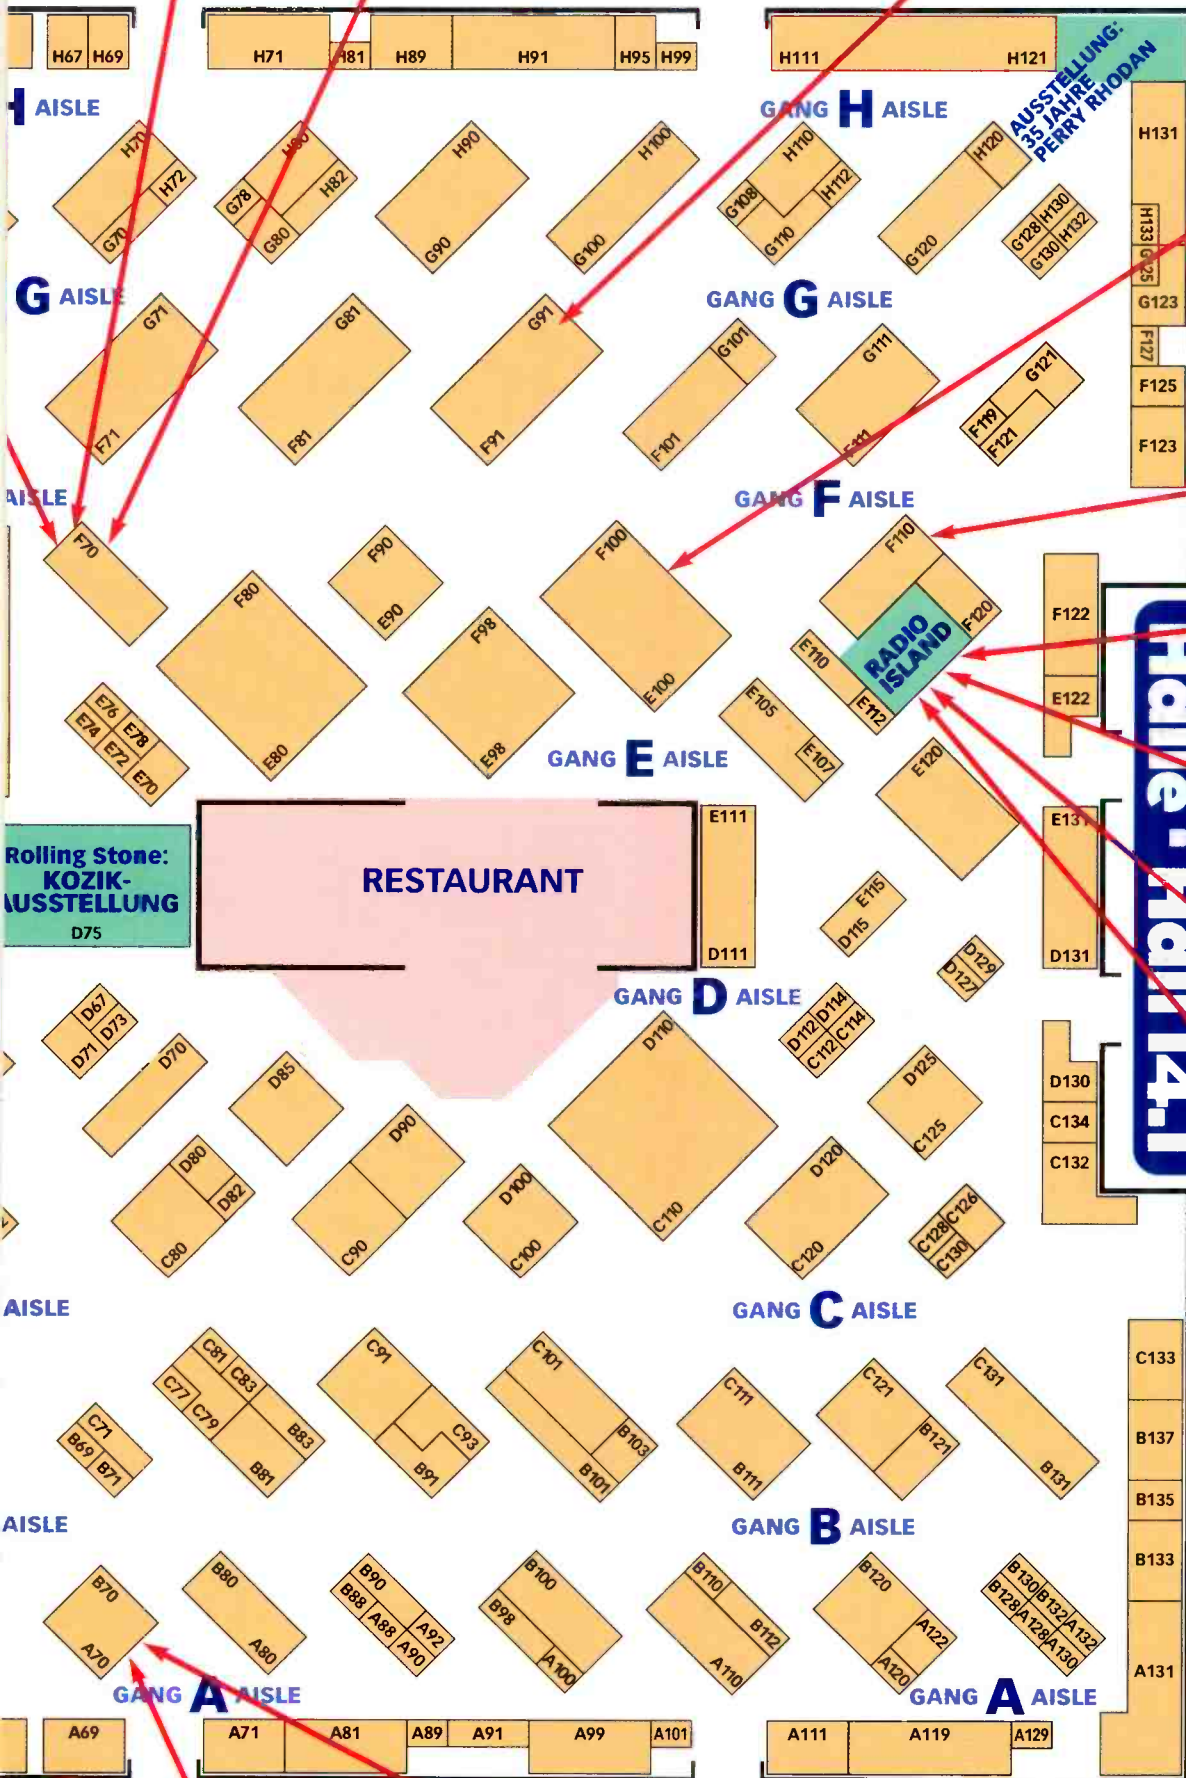 H67 H69 H71 H81 H89 H91 H95 H99 H111 H121
AUSSTELLUNG:
35 JAHRE
PERRY RHODAN
H AISLE
GANG H AISLE
H131
H70 H72 G70
H80 G78 H82 G80
H90 G90
H100 G100
H110 G108 H112 G110
H120 G120
H130 G128 H132 G130
H133
G125
G123
G AISLE
GANG G AISLE
G71 F71
G81 F81
G91 F91
G101 F101
G111 F111
G121 F119 F121
F127
F125
F123
AISLE
GANG F AISLE
F70
F80 E80
F90 E90
F98 E98
F100 E100
F110 F120
RADIO
ISLAND
E110 E112
E105 E107
E120
F122
E122
E76 E78
E74 E72 E70
GANG E AISLE
Rolling Stone:
KOZIK-
AUSSTELLUNG
D75
RESTAURANT
E111
D111
E115 D115
D129 D127
E131
D131
Halle · Hall 14.1
GANG D AISLE
D67 D73 D71
D70
D85
D90 C90
D80 D82 C80
D100 C100
D110 C110
D112 D114 C112 C114
D125 C125
D120 C120
C126 C128 C130
D130
C134
C132
AISLE
GANG C AISLE
C81 C83 C77 C79 B83 B81
C91 C93 B91
C101 B103 B101
C111 B111
C121 B121
C131 B131
C71 B69 B71
C133
B137
B135
B133
A131
AISLE
GANG B AISLE
B70 A70
B80 A80
B90 B88 A88 A92 A90
B100 B98 A100
B110 B112 A110
B120 A122 A120
B130 B132 A132 B128 A128 A130
GANG A AISLE
GANG A AISLE
A69 A71 A81 A89 A91 A99 A101 A111 A119 A129